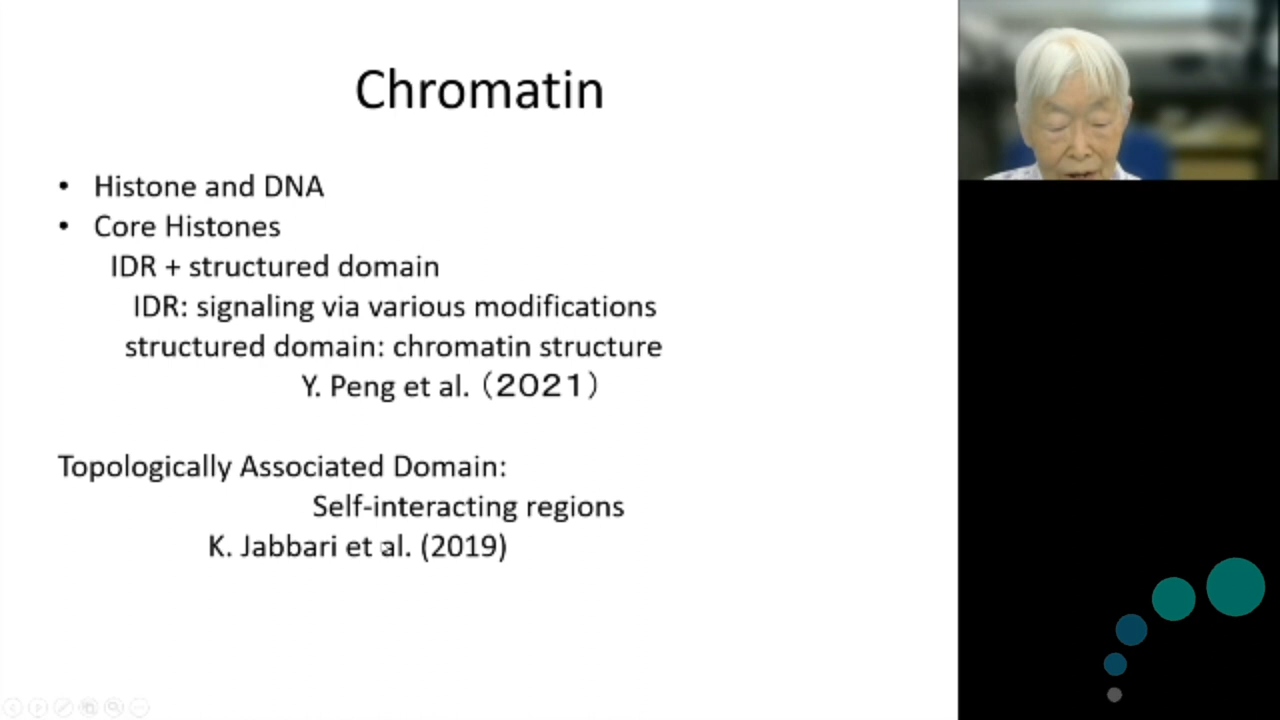 Chromatin
• Histone and DNA
• Core Histones
IDR + structured domain
IDR: signaling via various modifications
structured domain: chromatin structure
Y. Peng et al.（２０２１）
Topologically Associated Domain:
Self-interacting regions
K. Jabbari et al. (2019)